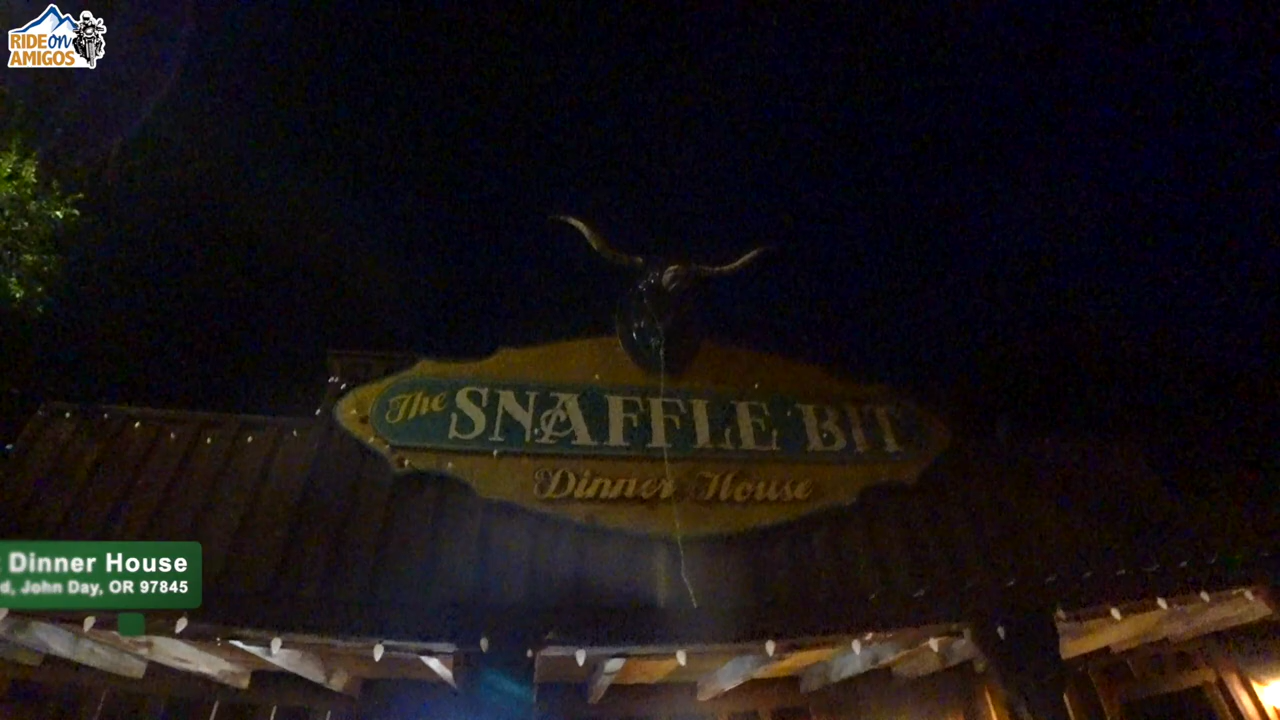 RIDE on
AMIGOS
The SNAFFLE BIT
Dinner House
Dinner House
d, John Day, OR 97845